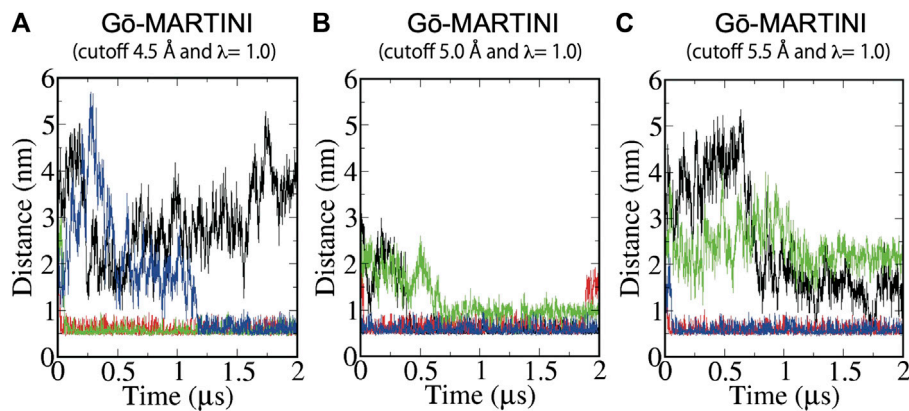 A Gō-MARTINI
(cutoff 4.5 Å and λ= 1.0)
6
5
4
3
2
1
0
Distance (nm)
0 0.5 1 1.5 2
Time (μs)
B Gō-MARTINI
(cutoff 5.0 Å and λ= 1.0)
6
5
4
3
2
1
0
Distance (nm)
0 0.5 1 1.5 2
Time (μs)
C Gō-MARTINI
(cutoff 5.5 Å and λ= 1.0)
6
5
4
3
2
1
0
Distance (nm)
0 0.5 1 1.5 2
Time (μs)